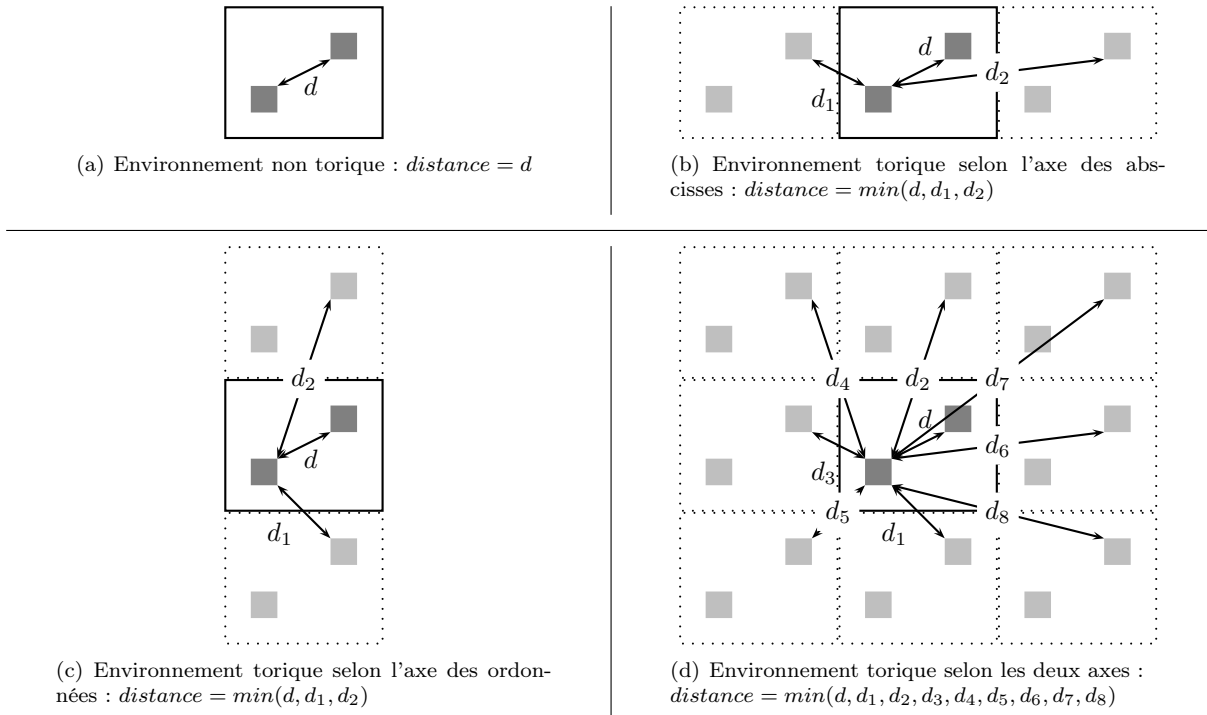 d
(a) Environnement non torique : distance = d
d
d2
d1
(b) Environnement torique selon l'axe des abs-
cisses : distance = min(d, d1, d2)
d2
d
d1
(c) Environnement torique selon l'axe des ordon-
nées : distance = min(d, d1, d2)
d4
d2
d7
d
d6
d3
d5
d8
d1
(d) Environnement torique selon les deux axes :
distance = min(d, d1, d2, d3, d4, d5, d6, d7, d8)